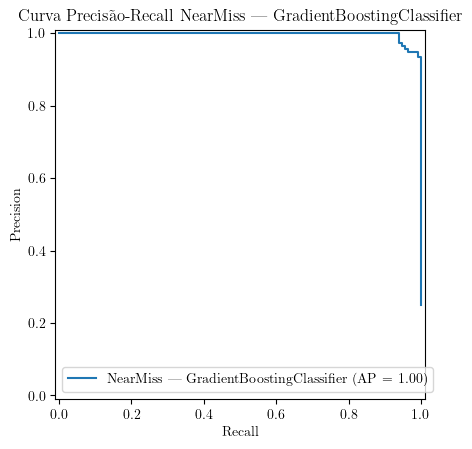 Curva Precisão-Recall NearMiss — GradientBoostingClassifier
1.0
0.8
0.6
0.4
0.2
0.0
Precision
NearMiss — GradientBoostingClassifier (AP = 1.00)
0.0 0.2 0.4 0.6 0.8 1.0
Recall